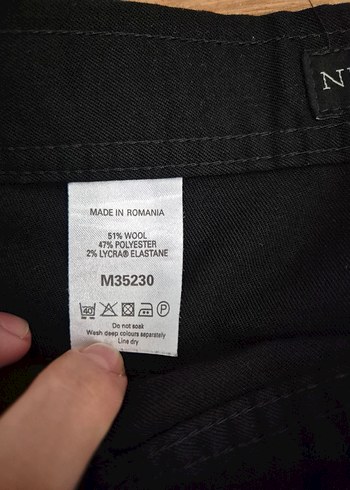 N
MADE IN ROMANIA
51% WOOL
47% POLYESTER
2% LYCRA® ELASTANE
M35230
40 P
Do not soak
Wash deep colours separately
Line dry